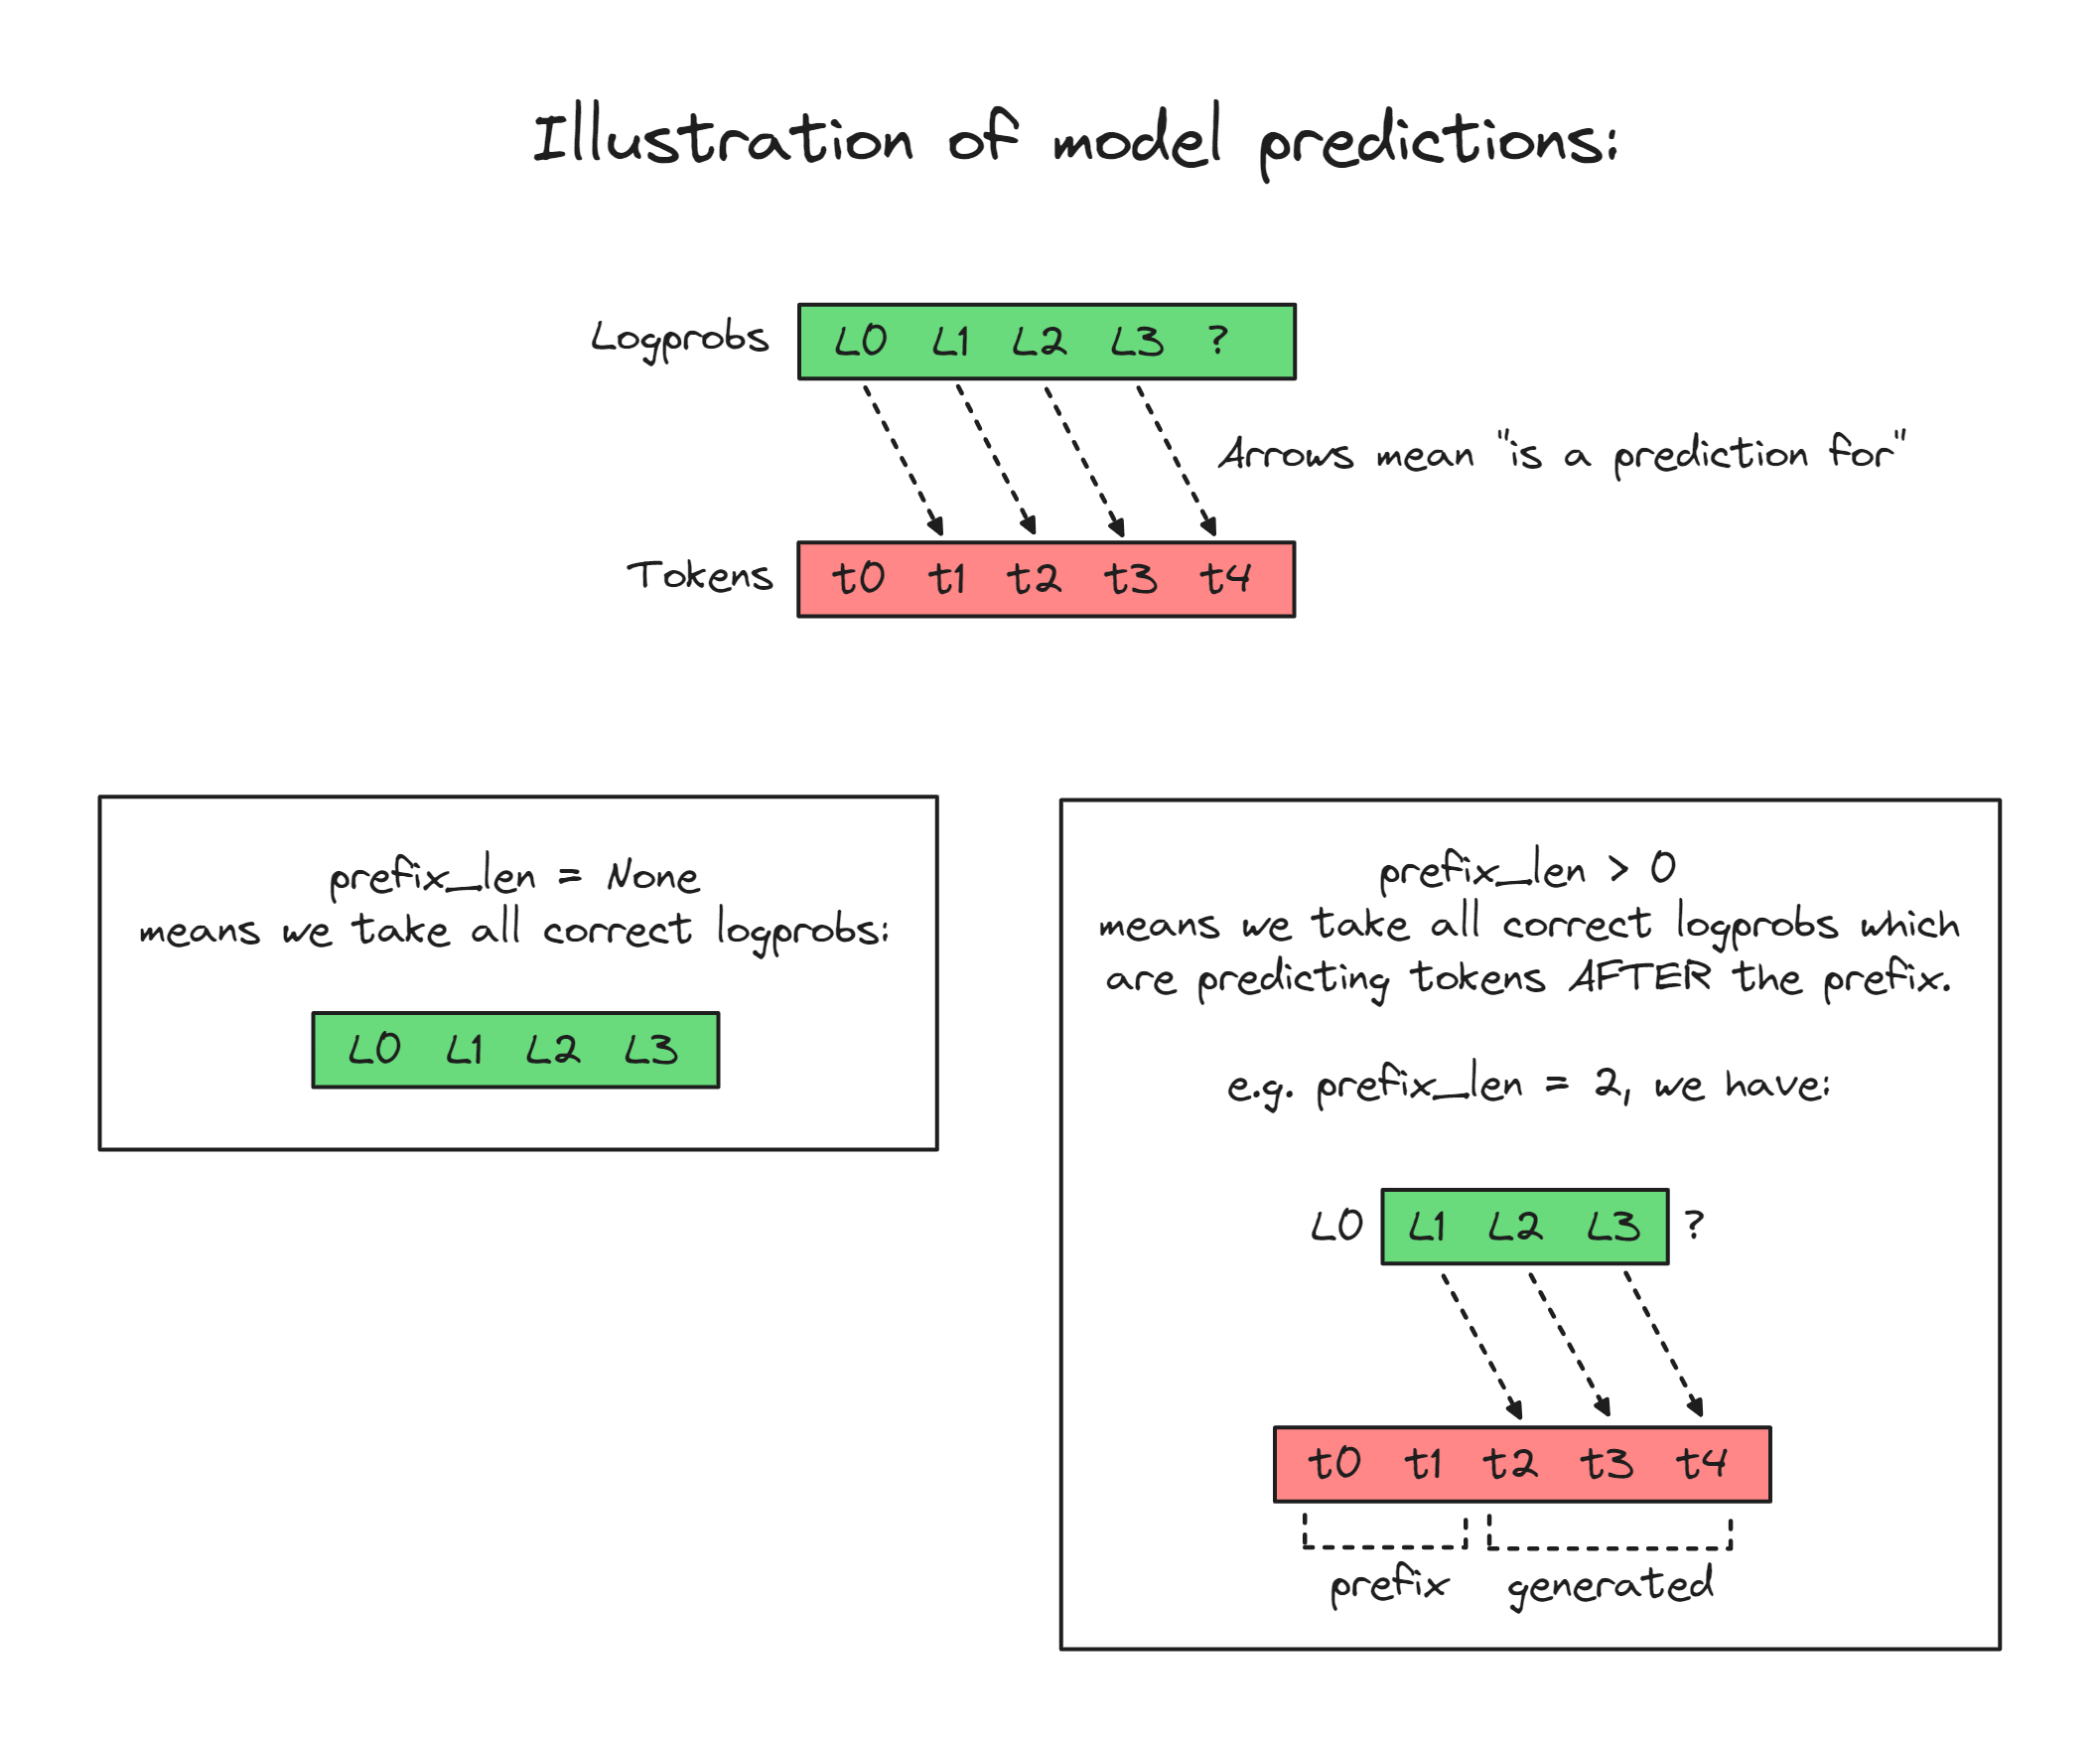 Illustration of model predictions:
Logprobs L0 L1 L2 L3 ?
Arrows mean "is a prediction for"
Tokens t0 t1 t2 t3 t4
prefix_len = None
means we take all correct logprobs:
L0 L1 L2 L3
prefix_len > 0
means we take all correct logprobs which
are predicting tokens AFTER the prefix.
e.g. prefix_len = 2, we have:
L0 L1 L2 L3 ?
t0 t1 t2 t3 t4
prefix generated